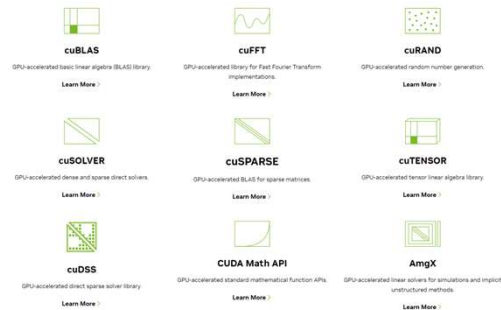 cuBLAS
GPU-accelerated basic linear algebra (BLAS) library.
Learn More >
cuFFT
GPU-accelerated library for Fast Fourier Transform
implementations.
Learn More >
cuRAND
GPU-accelerated random number generation.
Learn More >
cuSOLVER
GPU-accelerated dense and sparse direct solvers.
Learn More >
cuSPARSE
GPU-accelerated BLAS for sparse matrices.
Learn More >
cuTENSOR
GPU-accelerated tensor linear algebra library.
Learn More >
cuDSS
GPU-accelerated direct sparse solver library.
Learn More >
CUDA Math API
GPU-accelerated standard mathematical function APIs.
Learn More >
AmgX
GPU-accelerated linear solvers for simulations and implicit
unstructured methods.
Learn More >